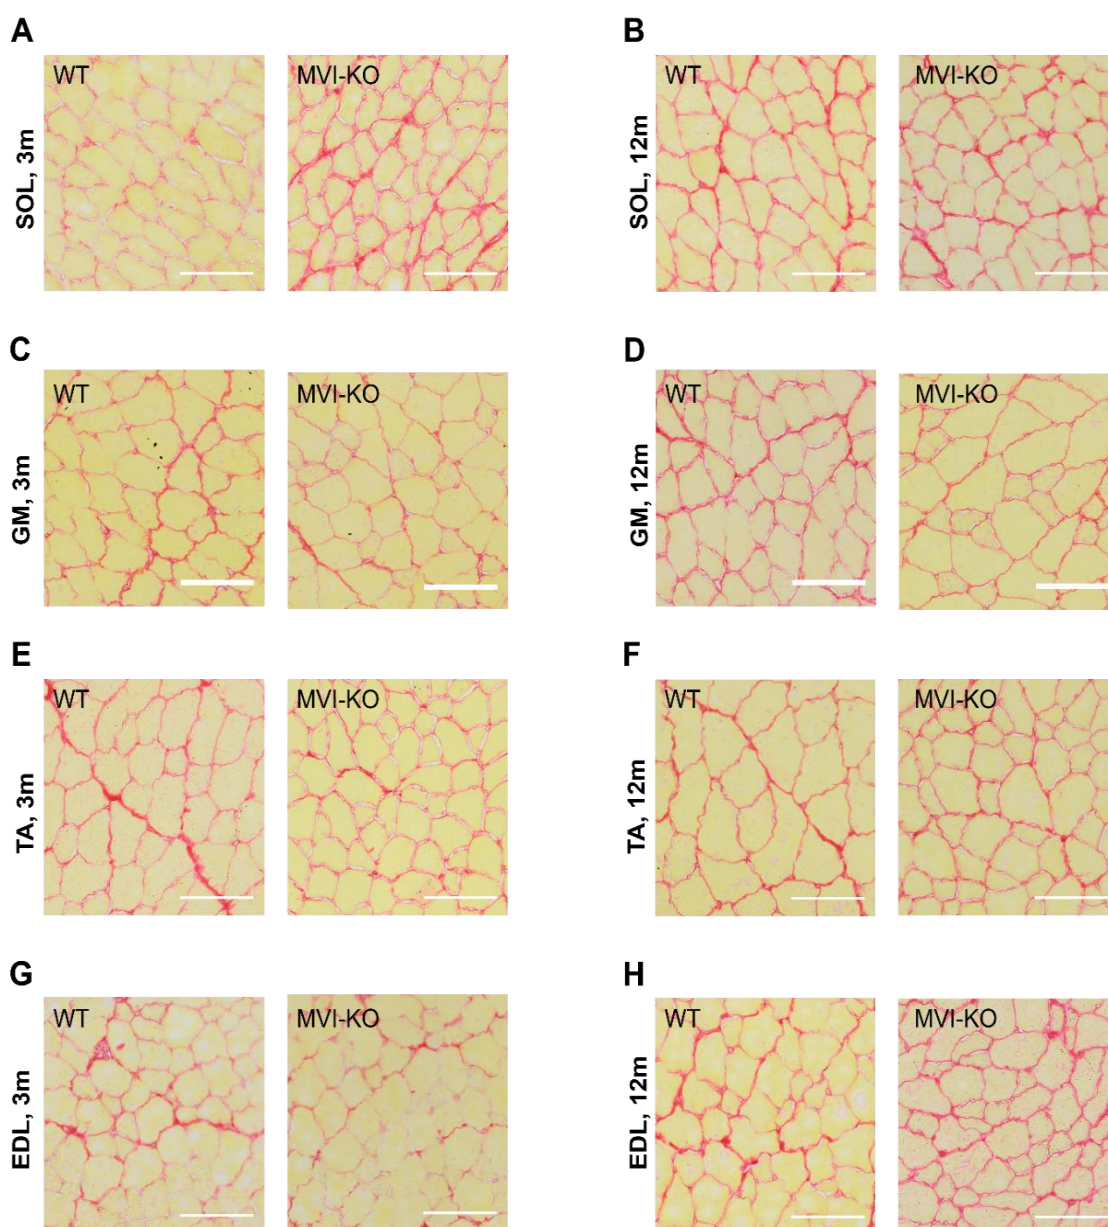 A
B
SOL, 3m
WT
MVI-KO
SOL, 12m
WT
MVI-KO
C
D
GM, 3m
WT
MVI-KO
GM, 12m
WT
MVI-KO
E
F
TA, 3m
WT
MVI-KO
TA, 12m
WT
MVI-KO
G
H
EDL, 3m
WT
MVI-KO
EDL, 12m
WT
MVI-KO